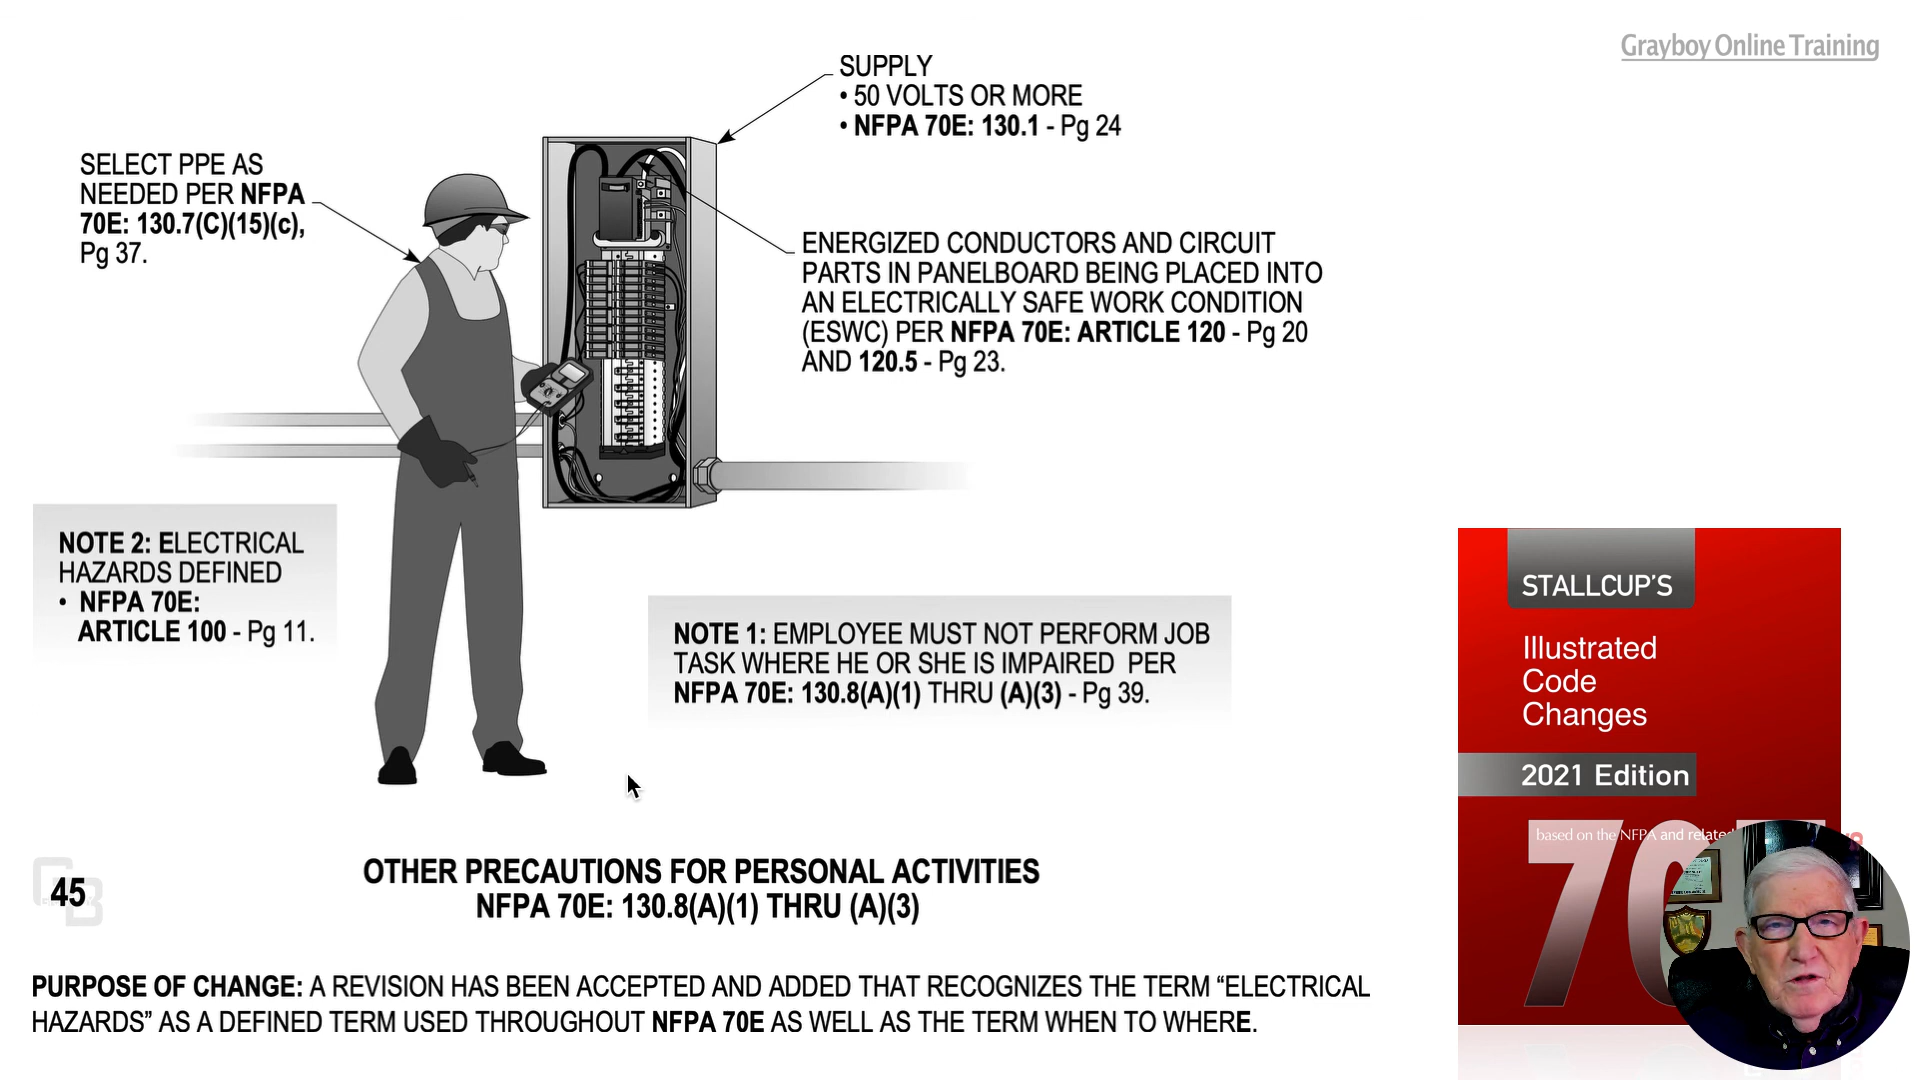 Grayboy Online Training
SUPPLY
• 50 VOLTS OR MORE
• NFPA 70E: 130.1 - Pg 24
SELECT PPE AS
NEEDED PER NFPA
70E: 130.7(C)(15)(c),
Pg 37.
ENERGIZED CONDUCTORS AND CIRCUIT
PARTS IN PANELBOARD BEING PLACED INTO
AN ELECTRICALLY SAFE WORK CONDITION
(ESWC) PER NFPA 70E: ARTICLE 120 - Pg 20
AND 120.5 - Pg 23.
NOTE 2: ELECTRICAL
HAZARDS DEFINED
• NFPA 70E:
ARTICLE 100 - Pg 11.
NOTE 1: EMPLOYEE MUST NOT PERFORM JOB
TASK WHERE HE OR SHE IS IMPAIRED PER
NFPA 70E: 130.8(A)(1) THRU (A)(3) - Pg 39.
STALLCUP'S
Illustrated
Code
Changes
2021 Edition
based on the NFPA and related
70
45
OTHER PRECAUTIONS FOR PERSONAL ACTIVITIES
NFPA 70E: 130.8(A)(1) THRU (A)(3)
PURPOSE OF CHANGE: A REVISION HAS BEEN ACCEPTED AND ADDED THAT RECOGNIZES THE TERM “ELECTRICAL
HAZARDS” AS A DEFINED TERM USED THROUGHOUT NFPA 70E AS WELL AS THE TERM WHEN TO WHERE.